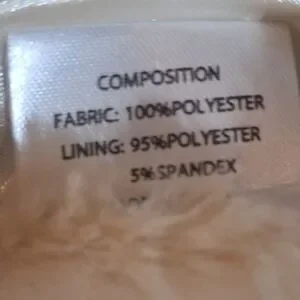 COMPOSITION
FABRIC: 100%POLYESTER
LINING: 95%POLYESTER
5%SPANDEX